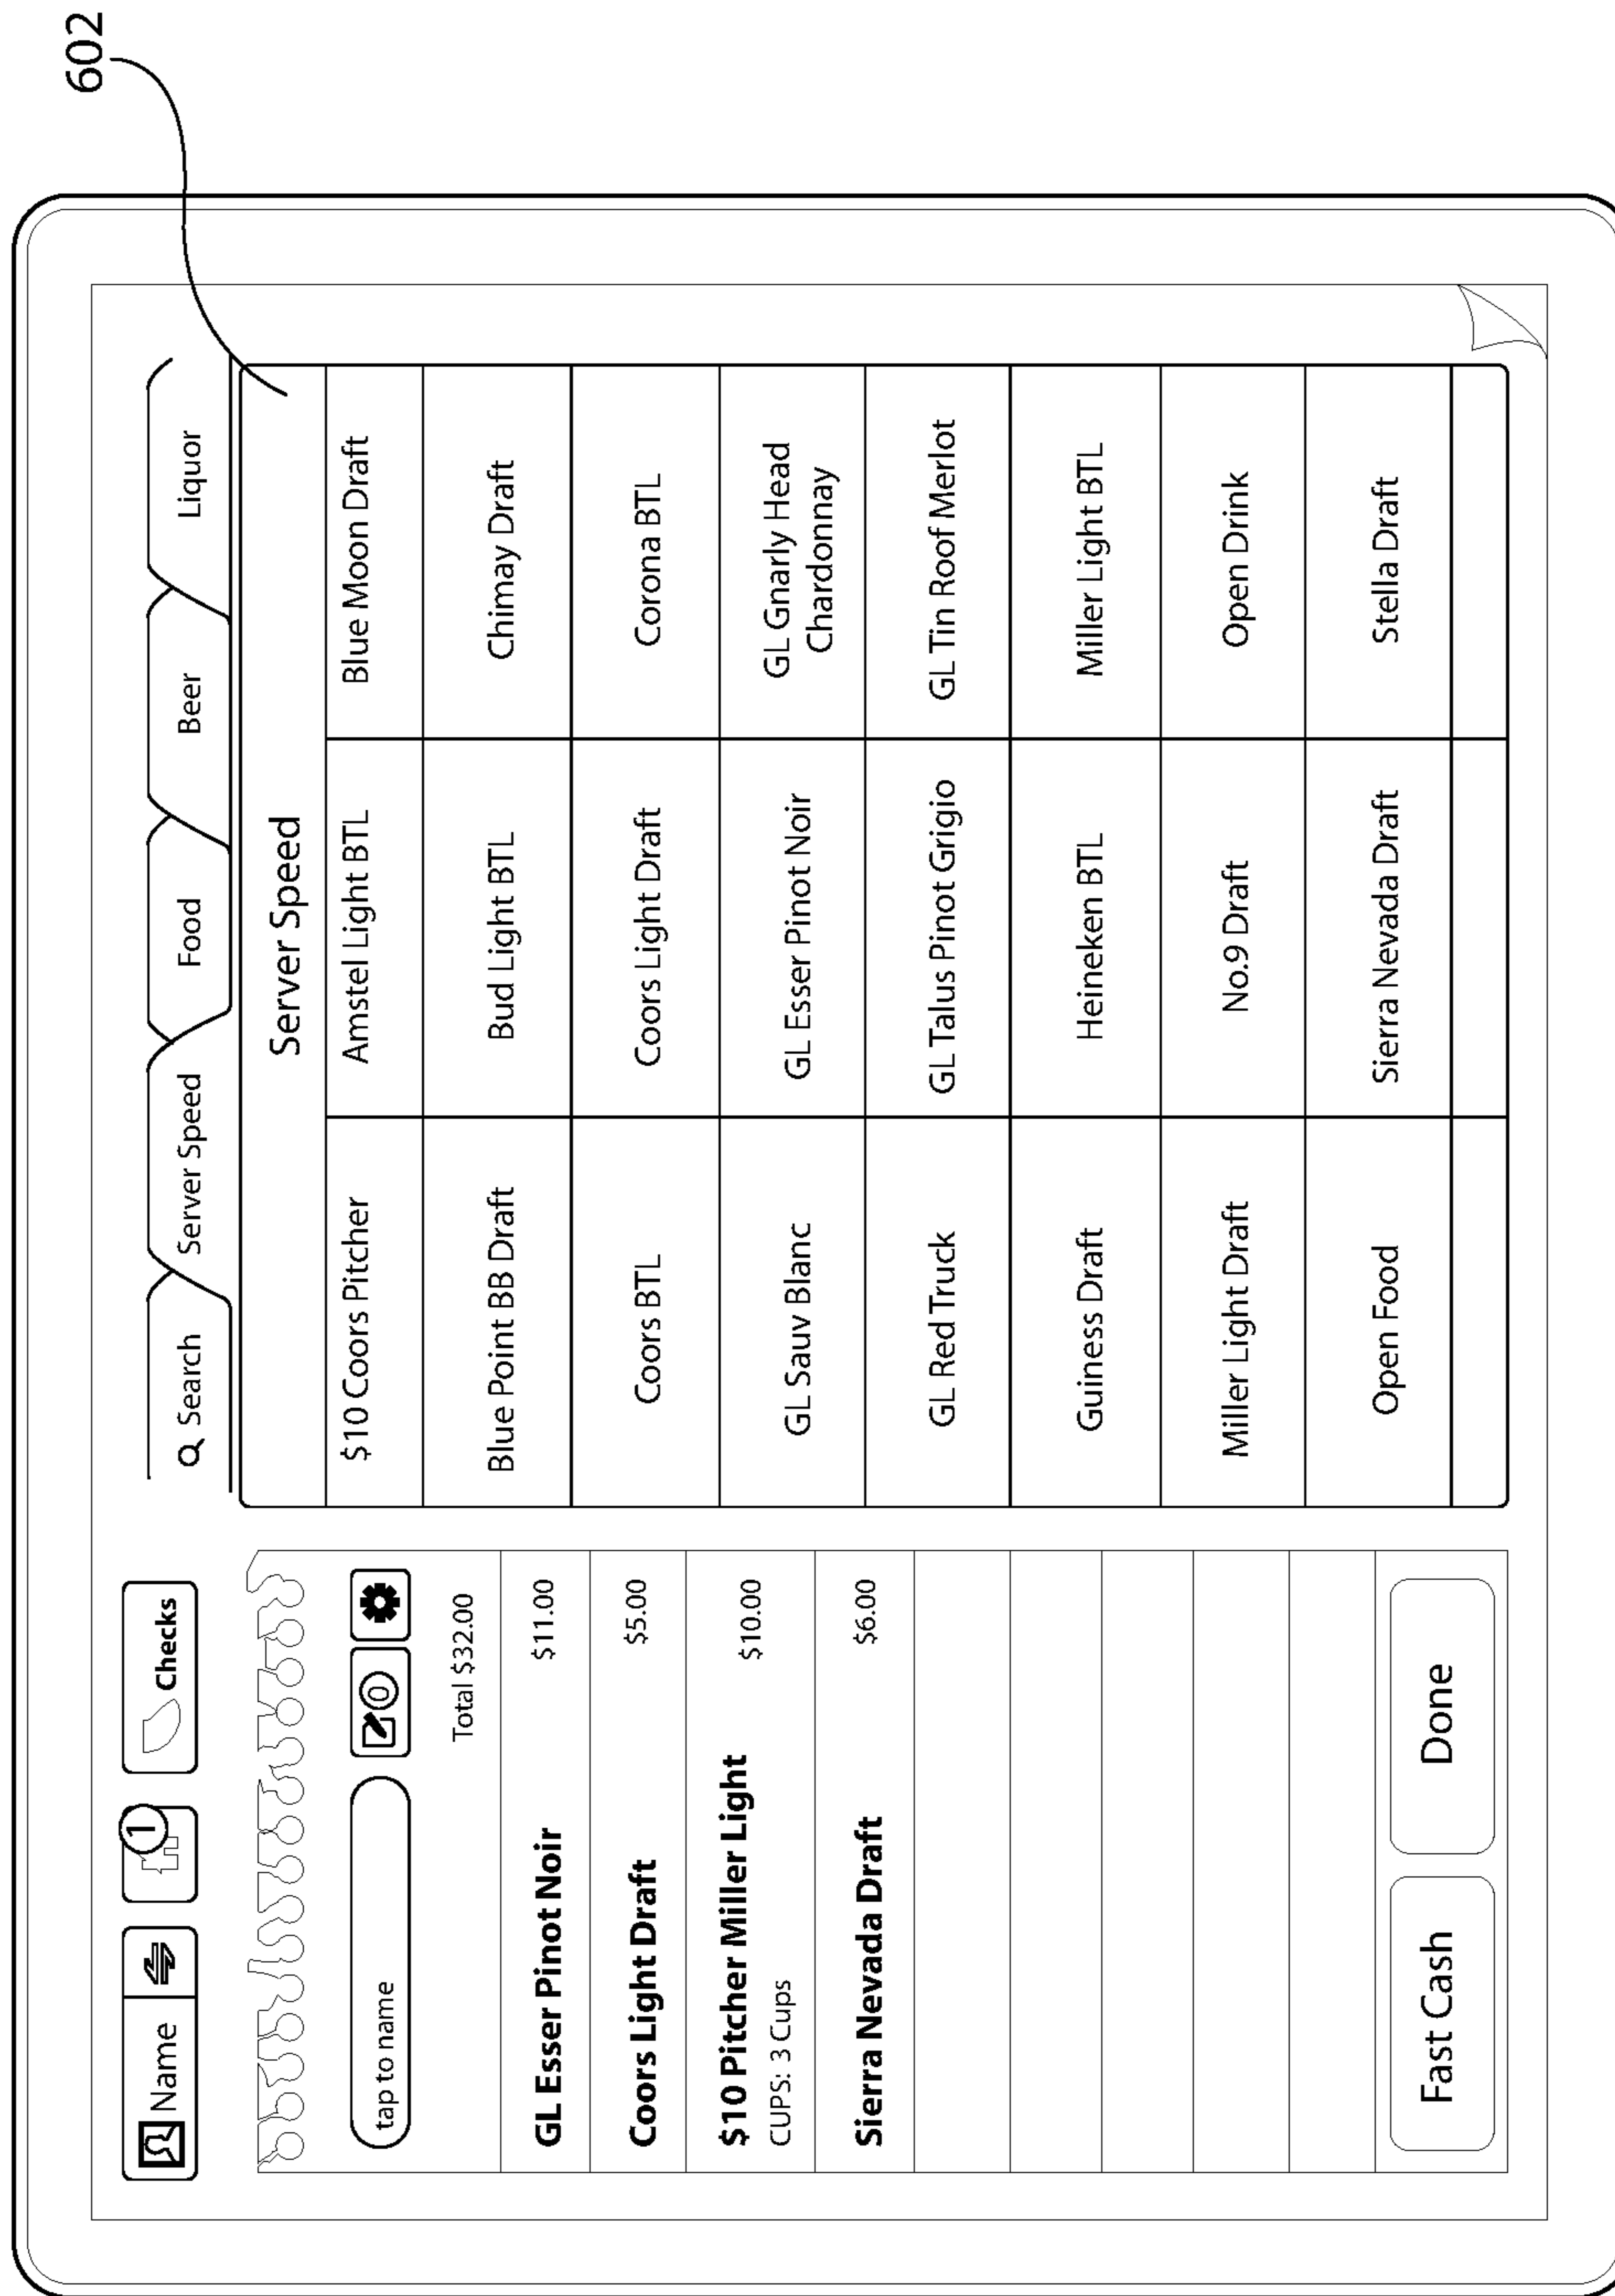 602
Name
1
Checks
Search
Server Speed
Food
Beer
Liquor
tap to name
0
Total $32.00
GL Esser Pinot Noir $11.00
Coors Light Draft $5.00
$10 Pitcher Miller Light $10.00
CUPS: 3 Cups
Sierra Nevada Draft $6.00
Fast Cash
Done
Server Speed
$10 Coors Pitcher
Amstel Light BTL
Blue Moon Draft
Blue Point BB Draft
Bud Light BTL
Chimay Draft
Coors BTL
Coors Light Draft
Corona BTL
GL Sauv Blanc
GL Esser Pinot Noir
GL Gnarly Head
Chardonnay
GL Red Truck
GL Talus Pinot Grigio
GL Tin Roof Merlot
Guiness Draft
Heineken BTL
Miller Light BTL
Miller Light Draft
No.9 Draft
Open Drink
Open Food
Sierra Nevada Draft
Stella Draft